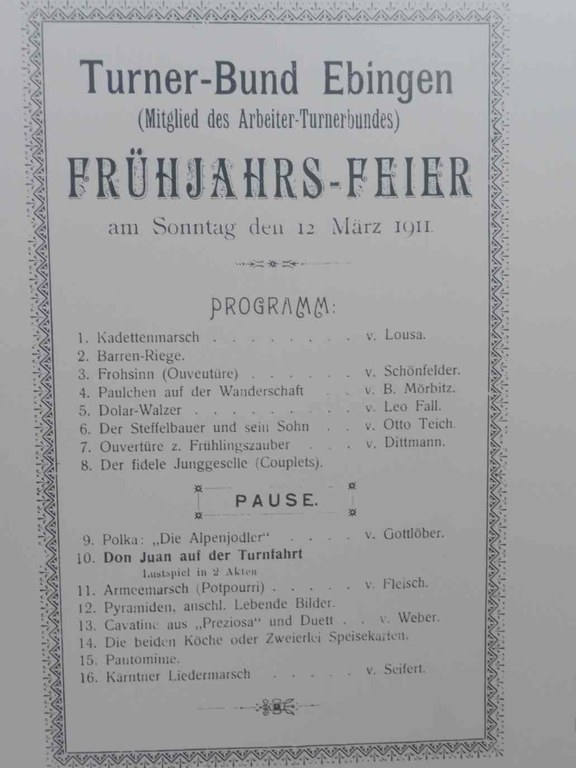 Turner-Bund Ebingen
(Mitglied des Arbeiter-Turnerbundes)
FRÜHJAHRS-FEIER
am Sonntag den 12 März 1911.
PROGRAMM:
1. Kadettenmarsch . . . . . . . . v. Lousa.
2. Barren-Riege.
3. Frohsinn (Ouveutüre) . . . . . . v. Schönfelder.
4. Paulchen auf der Wanderschaft . . v. B. Mörbitz.
5. Dolar-Walzer . . . . . . . . . v. Leo Fall.
6. Der Steffelbauer und sein Sohn . . v. Otto Teich.
7. Ouvertüre z. Frühlingszauber . . . v. Dittmann.
8. Der fidele Junggeselle (Couplets).
PAUSE.
9. Polka: „Die Alpenjodler" . . . . v. Gottlöber.
10. Don Juan auf der Turnfahrt
Lustspiel in 2 Akten
11. Armeemarsch (Potpourri) . . . . . v. Fleisch.
12. Pyramiden, anschl. Lebende Bilder.
13. Cavatine aus „Preziosa" und Duett . . v. Weber.
14. Die beiden Köche oder Zweierlei Speisekarten.
15. Pantomime.
16. Kärntner Liedermarsch . . . . . v. Seifert.